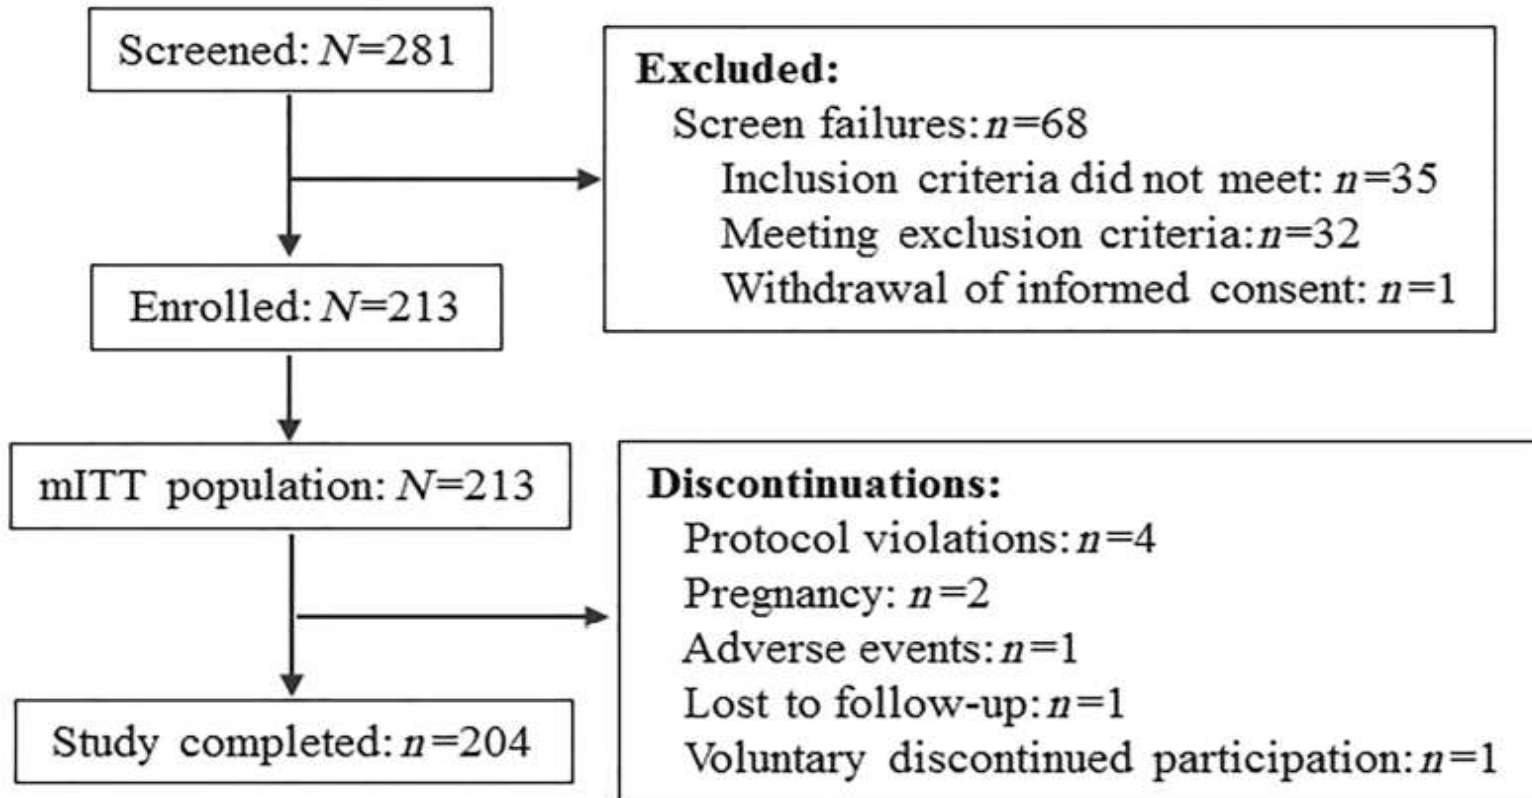 Screened: N=281
Excluded:
Screen failures: n=68
Inclusion criteria did not meet: n=35
Meeting exclusion criteria: n=32
Withdrawal of informed consent: n=1
Enrolled: N=213
mITT population: N=213
Discontinuations:
Protocol violations: n=4
Pregnancy: n=2
Adverse events: n=1
Lost to follow-up: n=1
Voluntary discontinued participation: n=1
Study completed: n=204